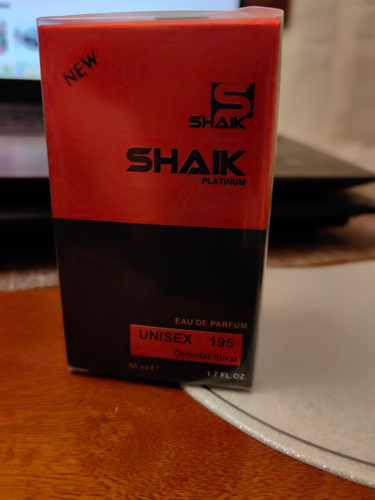 NEW
S
SHAIK
SHAIK
PLATINUM
EAU DE PARFUM
UNISEX 195
Oriental floral
50 ml e
1.7 FL.OZ